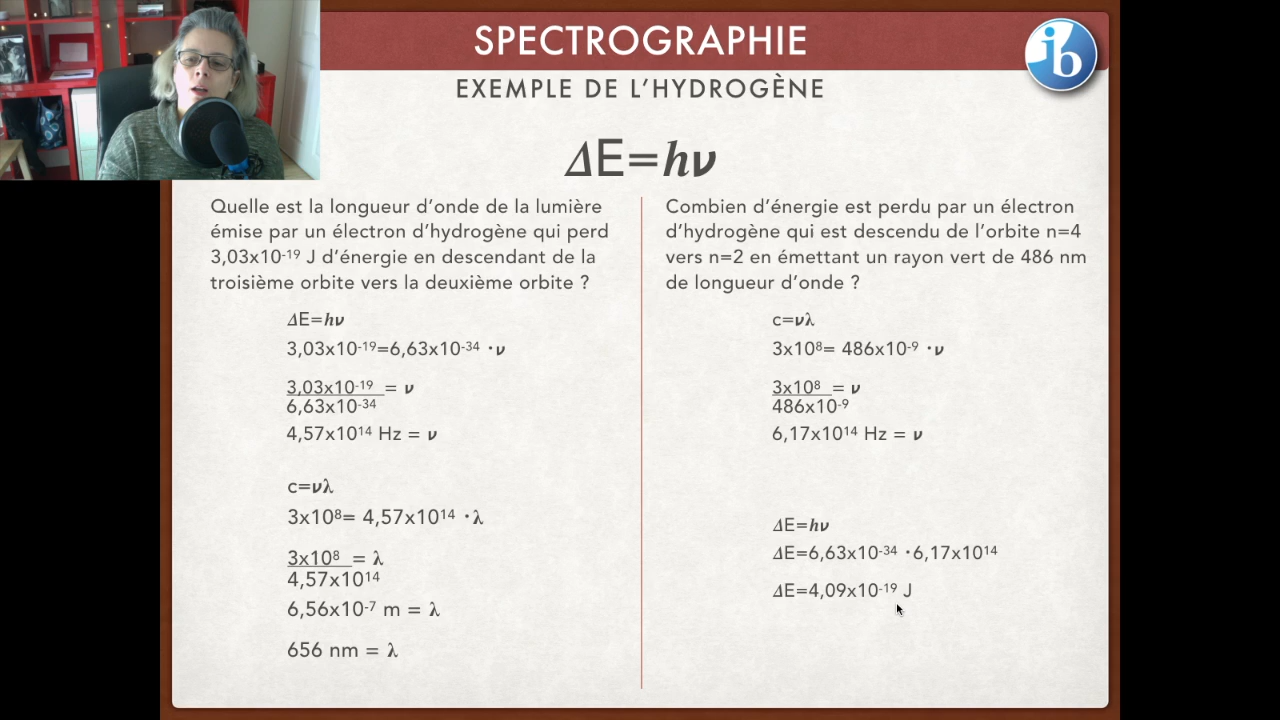 SPECTROGRAPHIE
ib
EXEMPLE DE L'HYDROGÈNE
ΔE=hν
Quelle est la longueur d'onde de la lumière
émise par un électron d'hydrogène qui perd
3,03x10⁻¹⁹ J d'énergie en descendant de la
troisième orbite vers la deuxième orbite ?
ΔE=hν
3,03x10⁻¹⁹=6,63x10⁻³⁴ ·ν
3,03x10⁻¹⁹ = ν
6,63x10⁻³⁴
4,57x10¹⁴ Hz = ν
c=νλ
3x10⁸= 4,57x10¹⁴ ·λ
3x10⁸ = λ
4,57x10¹⁴
6,56x10⁻⁷ m = λ
656 nm = λ
Combien d'énergie est perdu par un électron
d'hydrogène qui est descendu de l'orbite n=4
vers n=2 en émettant un rayon vert de 486 nm
de longueur d'onde ?
c=νλ
3x10⁸= 486x10⁻⁹ ·ν
3x10⁸ = ν
486x10⁻⁹
6,17x10¹⁴ Hz = ν
ΔE=hν
ΔE=6,63x10⁻³⁴ ·6,17x10¹⁴
ΔE=4,09x10⁻¹⁹ J